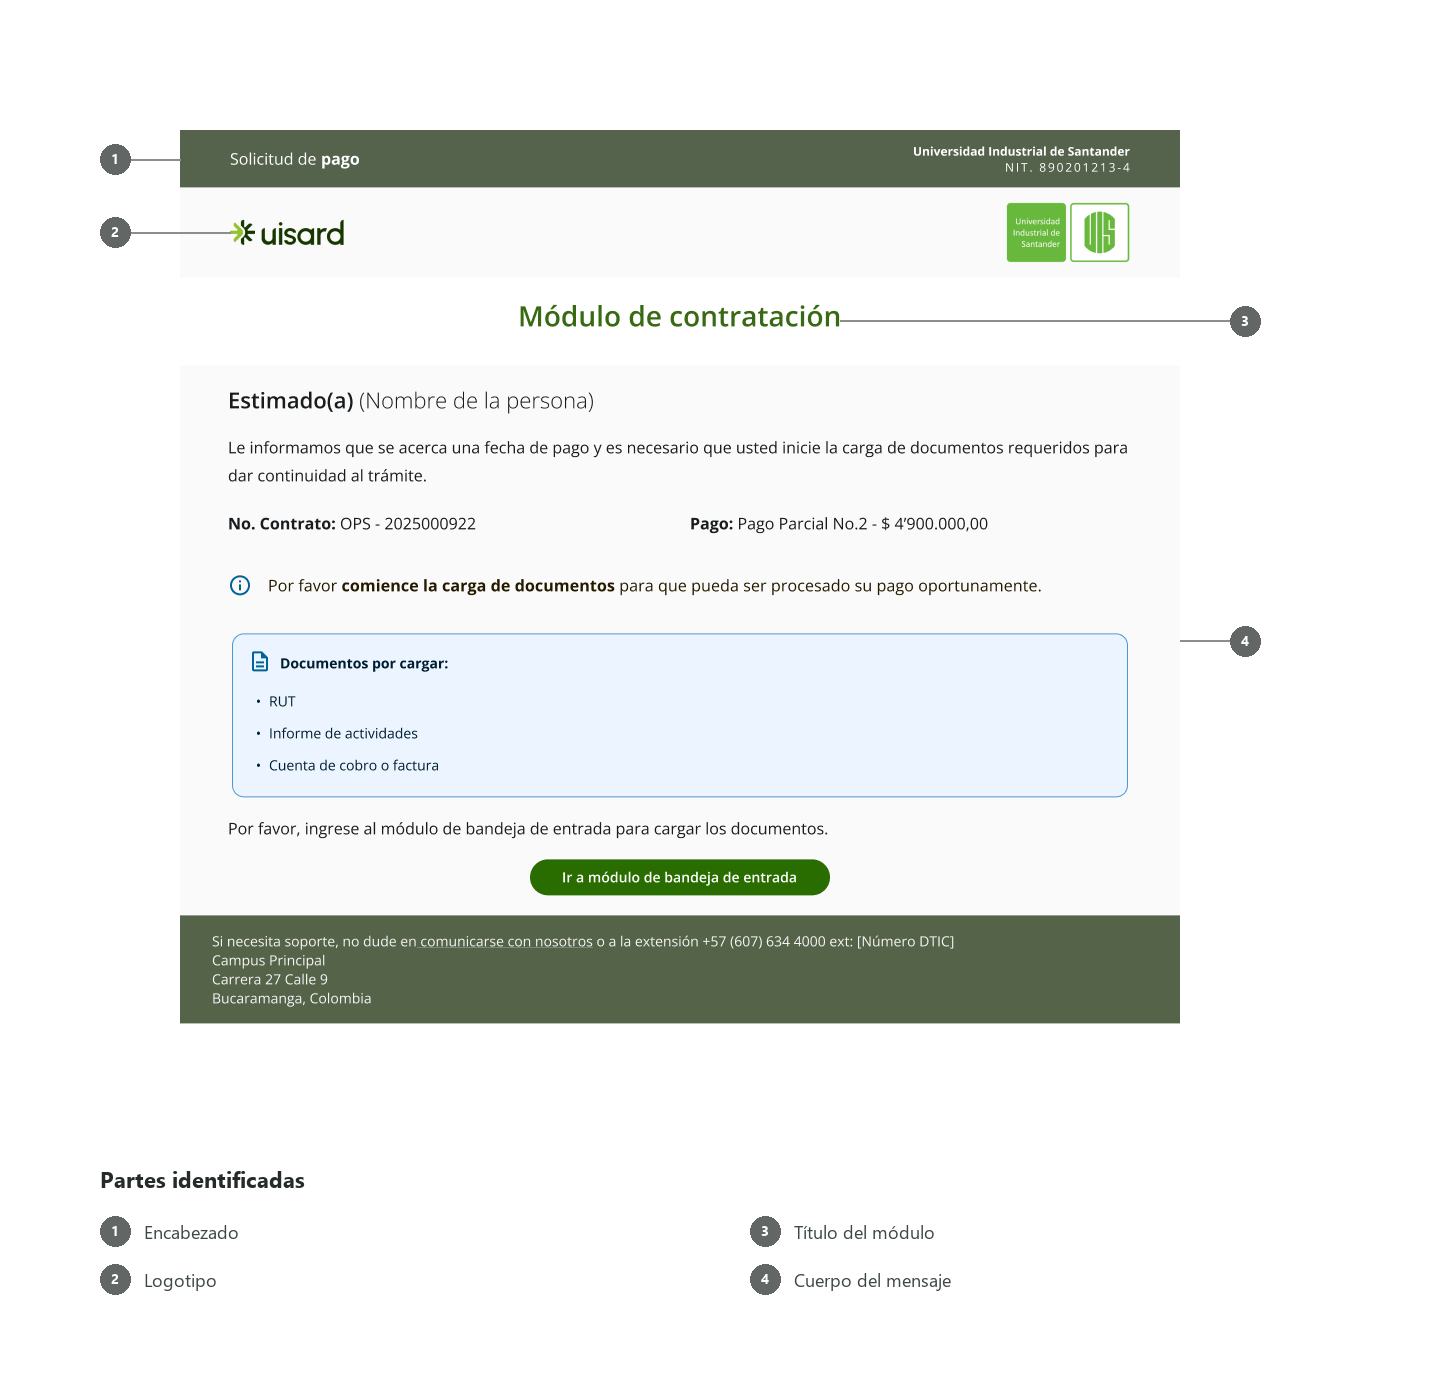 1
Solicitud de pago
Universidad Industrial de Santander
NIT. 890201213-4
2
uisard
Universidad
Industrial de
Santander
UIS
Módulo de contratación
3
Estimado(a) (Nombre de la persona)
Le informamos que se acerca una fecha de pago y es necesario que usted inicie la carga de documentos requeridos para
dar continuidad al trámite.
No. Contrato: OPS - 2025000922
Pago: Pago Parcial No.2 - $ 4’900.000,00
Por favor comience la carga de documentos para que pueda ser procesado su pago oportunamente.
4
Documentos por cargar:
• RUT
• Informe de actividades
• Cuenta de cobro o factura
Por favor, ingrese al módulo de bandeja de entrada para cargar los documentos.
Ir a módulo de bandeja de entrada
Si necesita soporte, no dude en comunicarse con nosotros o a la extensión +57 (607) 634 4000 ext: [Número DTIC]
Campus Principal
Carrera 27 Calle 9
Bucaramanga, Colombia
Partes identificadas
1 Encabezado
2 Logotipo
3 Título del módulo
4 Cuerpo del mensaje